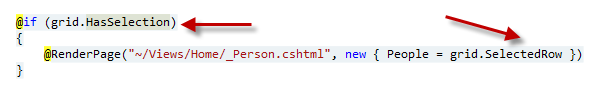 @if (grid.HasSelection)
{
@RenderPage("~/Views/Home/_Person.cshtml", new { People = grid.SelectedRow })
}